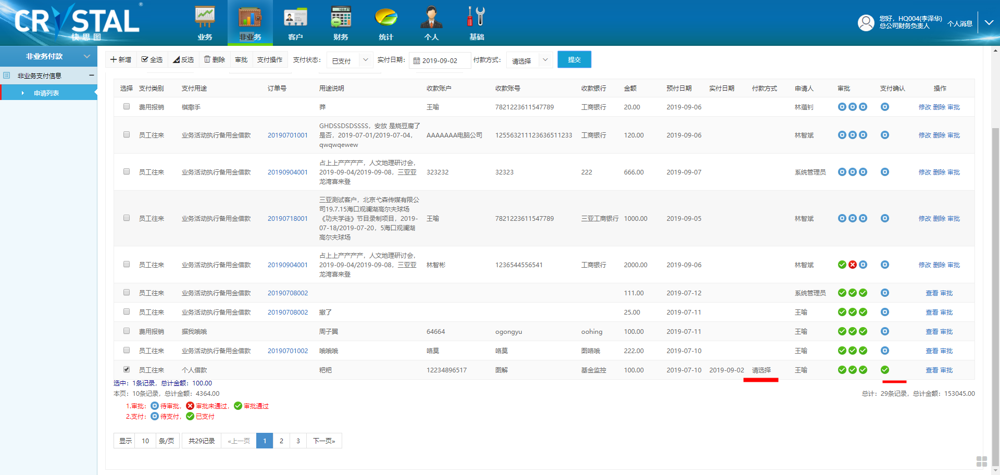 CRYSTAL ®
快思图
业务 非业务 客户 财务 统计 个人 基础
您好，HQ004(李泽华)
总公司财务负责人
个人消息
非业务付款
非业务支付信息
申请列表
新增 全选 反选 删除 审批 支付操作 支付状态： 已支付 实付日期： 2019-09-02 付款方式： 请选择 提交
选择 支付类别 支付用途 订单号 用途说明 收款账户 收款账号 收款银行 金额 预付日期 实付日期 付款方式 申请人 审批 支付确认 操作
费用报销 棋撒手 莽 王喻 7821223611547789 工商银行 20.00 2019-09-06 林蕴钊 修改 删除 审批
员工往来 业务活动执行备用金借款 20190701001 GHDSSDSDSSSS，安放 是烧豆腐了
是否，2019-07-01/2019-07-04，
qwqwqewew
AAAAAAA电脑公司 125563211123636511233 工商银行 120.00 2019-09-06 林智斌 修改 删除 审批
员工往来 业务活动执行备用金借款 20190904001 占上上产产产产，人文地理研讨会，
2019-09-04/2019-09-08，三亚亚
龙湾喜来登
323232 32323 222 666.00 2019-09-07 系统管理员 修改 删除 审批
员工往来 业务活动执行备用金借款 20190718001 三亚测试客户，北京弋森传媒有限公
司19.7.15海口观澜湖高尔夫球场
《功夫学徒》节目录制项目，2019-
07-18/2019-07-20，5海口观澜湖
高尔夫球场
王喻 7821223611547789 三亚工商银行 1000.00 2019-09-05 林智斌 修改 删除 审批
员工往来 业务活动执行备用金借款 20190904001 占上上产产产产，人文地理研讨会，
2019-09-04/2019-09-08，三亚亚
龙湾喜来登
林智彬 1236544556541 工商银行 2000.00 2019-09-06 林智斌 修改 删除 审批
员工往来 业务活动执行备用金借款 20190708002 111.00 2019-07-12 系统管理员 查看 审批
员工往来 业务活动执行备用金借款 20190708002 撤了 25.00 2019-07-11 王喻 查看 审批
费用报销 据我哦哦 周子翼 64664 ogongyu oohing 100.00 2019-07-11 王喻 查看 审批
员工往来 业务活动执行备用金借款 20190701002 哦哦哦 咯莫 咯莫 图咯哦 222.00 2019-07-10 王喻 查看 审批
员工往来 个人借款 粑粑 12234896517 图解 基金监控 100.00 2019-07-10 2019-09-02 请选择 王喻 查看 审批
选中：1条记录，总计金额：100.00
本页：10条记录，总计金额：4364.00 总计：29条记录，总计金额：153045.00
1.审批： 待审批， 审批未通过， 审批通过
2.支付： 待支付， 已支付
显示 10 条/页 共29记录 «上一页 1 2 3 下一页»